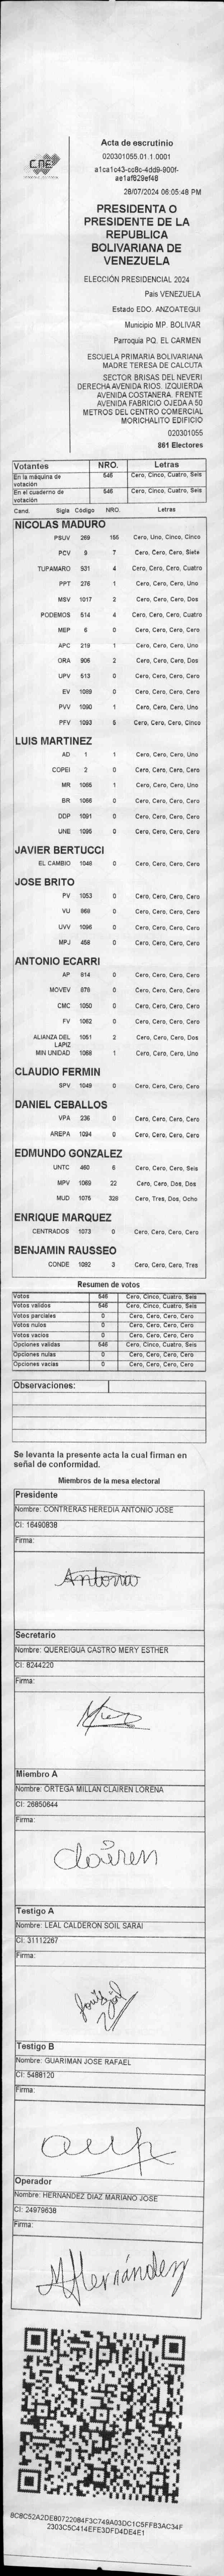 CNE
Acta de escrutinio
020301055.01.1.0001
a1ca1c43-cc8c-4dd9-900f-
ae1af829ef48
28/07/2024 06:05:48 PM
PRESIDENTA O
PRESIDENTE DE LA
REPUBLICA
BOLIVARIANA DE
VENEZUELA
ELECCIÓN PRESIDENCIAL 2024
Pais VENEZUELA
Estado EDO. ANZOATEGUI
Municipio MP. BOLIVAR
Parroquia PQ. EL CARMEN
ESCUELA PRIMARIA BOLIVARIANA
MADRE TERESA DE CALCUTA
SECTOR BRISAS DEL NEVERI
DERECHA AVENIDA RIOS. IZQUIERDA
AVENIDA COSTANERA. FRENTE
AVENIDA FABRICIO OJEDA A 50
METROS DEL CENTRO COMERCIAL
MORICHALITO EDIFICIO
020301055
861 Electores
Votantes NRO. Letras
En la máquina de votación 546 Cero, Cinco, Cuatro, Seis
En el cuaderno de votación 546 Cero, Cinco, Cuatro, Seis
Cand. Sigla Código NRO. Letras
NICOLAS MADURO
PSUV 269 155 Cero, Uno, Cinco, Cinco
PCV 9 7 Cero, Cero, Cero, Siete
TUPAMARO 931 4 Cero, Cero, Cero, Cuatro
PPT 276 1 Cero, Cero, Cero, Uno
MSV 1017 2 Cero, Cero, Cero, Dos
PODEMOS 514 4 Cero, Cero, Cero, Cuatro
MEP 6 0 Cero, Cero, Cero, Cero
APC 219 1 Cero, Cero, Cero, Uno
ORA 906 2 Cero, Cero, Cero, Dos
UPV 513 0 Cero, Cero, Cero, Cero
EV 1089 0 Cero, Cero, Cero, Cero
PVV 1090 1 Cero, Cero, Cero, Uno
PFV 1093 5 Cero, Cero, Cero, Cinco
LUIS MARTINEZ
AD 1 1 Cero, Cero, Cero, Uno
COPEI 2 0 Cero, Cero, Cero, Cero
MR 1065 1 Cero, Cero, Cero, Uno
BR 1066 0 Cero, Cero, Cero, Cero
DDP 1091 0 Cero, Cero, Cero, Cero
UNE 1095 0 Cero, Cero, Cero, Cero
JAVIER BERTUCCI
EL CAMBIO 1046 0 Cero, Cero, Cero, Cero
JOSE BRITO
PV 1053 0 Cero, Cero, Cero, Cero
VU 868 0 Cero, Cero, Cero, Cero
UVV 1096 0 Cero, Cero, Cero, Cero
MPJ 458 0 Cero, Cero, Cero, Cero
ANTONIO ECARRI
AP 814 0 Cero, Cero, Cero, Cero
MOVEV 876 0 Cero, Cero, Cero, Cero
CMC 1050 0 Cero, Cero, Cero, Cero
FV 1062 0 Cero, Cero, Cero, Cero
ALIANZA DEL LAPIZ 1051 2 Cero, Cero, Cero, Dos
MIN UNIDAD 1068 1 Cero, Cero, Cero, Uno
CLAUDIO FERMIN
SPV 1049 0 Cero, Cero, Cero, Cero
DANIEL CEBALLOS
VPA 236 0 Cero, Cero, Cero, Cero
AREPA 1094 0 Cero, Cero, Cero, Cero
EDMUNDO GONZALEZ
UNTC 460 6 Cero, Cero, Cero, Seis
MPV 1069 22 Cero, Cero, Dos, Dos
MUD 1075 328 Cero, Tres, Dos, Ocho
ENRIQUE MARQUEZ
CENTRADOS 1073 0 Cero, Cero, Cero, Cero
BENJAMIN RAUSSEO
CONDE 1092 3 Cero, Cero, Cero, Tres
Resumen de votos
Votos 546 Cero, Cinco, Cuatro, Seis
Votos validos 546 Cero, Cinco, Cuatro, Seis
Votos parciales 0 Cero, Cero, Cero, Cero
Votos nulos 0 Cero, Cero, Cero, Cero
Votos vacios 0 Cero, Cero, Cero, Cero
Opciones validas 546 Cero, Cinco, Cuatro, Seis
Opciones nulas 0 Cero, Cero, Cero, Cero
Opciones vacias 0 Cero, Cero, Cero, Cero
Observaciones:
Se levanta la presente acta la cual firman en
señal de conformidad.
Miembros de la mesa electoral
Presidente
Nombre: CONTRERAS HEREDIA ANTONIO JOSE
CI: 16490838
Firma:
Antonio
Secretario
Nombre: QUEREIGUA CASTRO MERY ESTHER
CI: 8244220
Firma:
Miembro A
Nombre: ORTEGA MILLAN CLAIREN LORENA
CI: 26850644
Firma:
Clairen
Testigo A
Nombre: LEAL CALDERON SOIL SARAI
CI: 31112267
Firma:
Testigo B
Nombre: GUARIMAN JOSE RAFAEL
CI: 5488120
Firma:
Operador
Nombre: HERNANDEZ DIAZ MARIANO JOSE
CI: 24979638
Firma:
MHernández
8C8C52A2DE80722084F3C749A03DC1C5FFB3AC34F
2303C5C414EFE3DFD4DE4E1